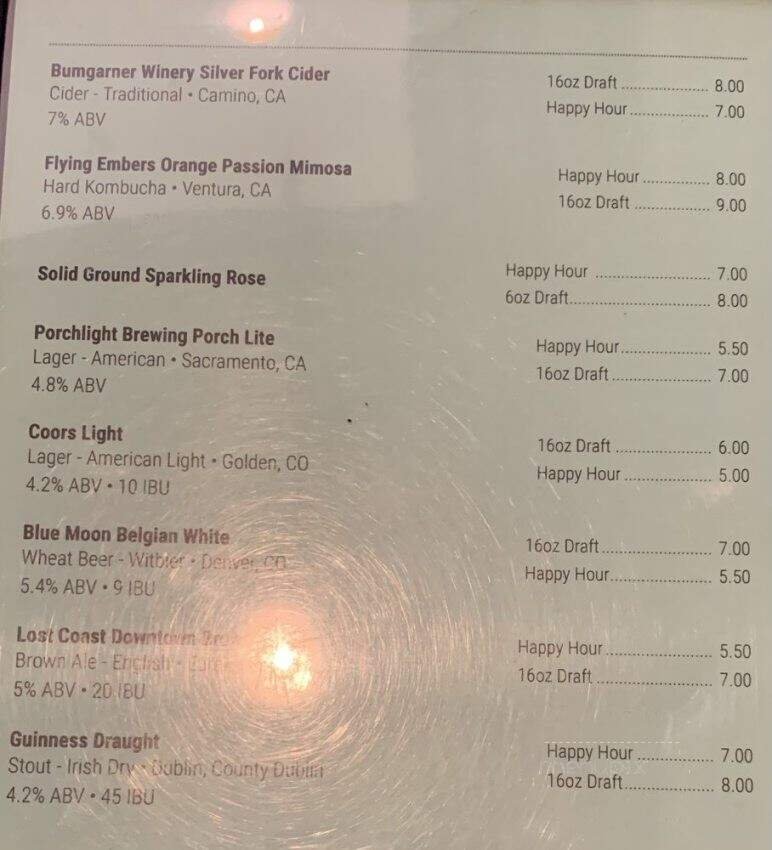 Bumgarner Winery Silver Fork Cider
Cider - Traditional • Camino, CA
7% ABV
16oz Draft ..................... 8.00
Happy Hour ................... 7.00
Flying Embers Orange Passion Mimosa
Hard Kombucha • Ventura, CA
6.9% ABV
Happy Hour ................ 8.00
16oz Draft .................. 9.00
Solid Ground Sparkling Rose
Happy Hour ........................... 7.00
6oz Draft................................. 8.00
Porchlight Brewing Porch Lite
Lager - American • Sacramento, CA
4.8% ABV
Happy Hour..................... 5.50
16oz Draft ....................... 7.00
Coors Light
Lager - American Light • Golden, CO
4.2% ABV • 10 IBU
16oz Draft ....................... 6.00
Happy Hour ..................... 5.00
Blue Moon Belgian White
Wheat Beer - Witbier • Denver, CO
5.4% ABV • 9 IBU
16oz Draft.......................... 7.00
Happy Hour........................ 5.50
Lost Coast Downtown
Brown Ale - English •
5% ABV • 20 IBU
Happy Hour .......................... 5.50
16oz Draft ............................ 7.00
Guinness Draught
Stout - Irish Dry • Dublin, County Dublin
4.2% ABV • 45 IBU
Happy Hour .................. 7.00
16oz Draft..................... 8.00